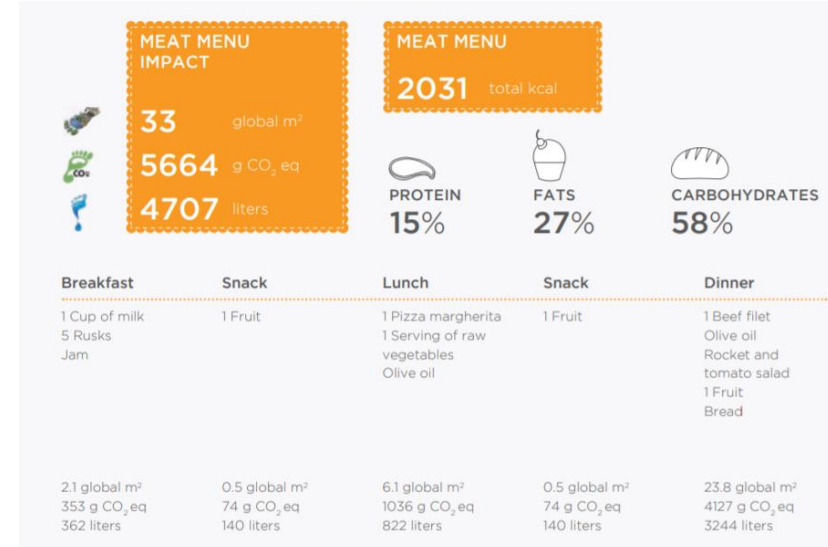 MEAT MENU
IMPACT
33 global m²
5664 g CO₂ eq
4707 liters
MEAT MENU
2031 total kcal
CO₂
PROTEIN
15%
FATS
27%
CARBOHYDRATES
58%
Breakfast
1 Cup of milk
5 Rusks
Jam
2.1 global m²
353 g CO₂ eq
362 liters
Snack
1 Fruit
0.5 global m²
74 g CO₂ eq
140 liters
Lunch
1 Pizza margherita
1 Serving of raw
vegetables
Olive oil
6.1 global m²
1036 g CO₂ eq
822 liters
Snack
1 Fruit
0.5 global m²
74 g CO₂ eq
140 liters
Dinner
1 Beef filet
Olive oil
Rocket and
tomato salad
1 Fruit
Bread
23.8 global m²
4127 g CO₂ eq
3244 liters